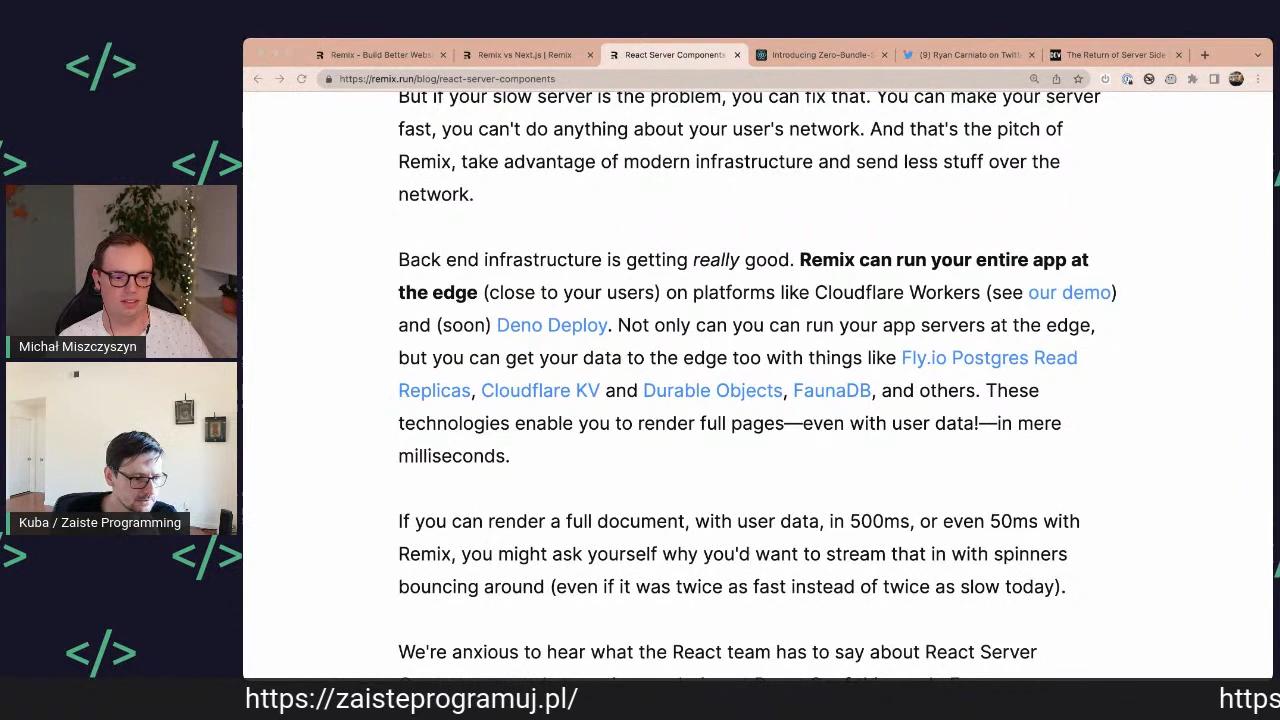 </>
</>
</>
</>
</>
</>
Michał Miszczyszyn
Kuba / Zaiste Programming
Remix - Build Better Webs
Remix vs Next.js | Remix
React Server Components
Introducing Zero-Bundle-S
(9) Ryan Carniato on Twitt
DEV
The Return of Server Side
https://remix.run/blog/react-server-components
But if your slow server is the problem, you can fix that. You can make your server
fast, you can't do anything about your user's network. And that's the pitch of
Remix, take advantage of modern infrastructure and send less stuff over the
network.
Back end infrastructure is getting really good. Remix can run your entire app at
the edge (close to your users) on platforms like Cloudflare Workers (see our demo)
and (soon) Deno Deploy. Not only can you can run your app servers at the edge,
but you can get your data to the edge too with things like Fly.io Postgres Read
Replicas, Cloudflare KV and Durable Objects, FaunaDB, and others. These
technologies enable you to render full pages—even with user data!—in mere
milliseconds.
If you can render a full document, with user data, in 500ms, or even 50ms with
Remix, you might ask yourself why you'd want to stream that in with spinners
bouncing around (even if it was twice as fast instead of twice as slow today).
We're anxious to hear what the React team has to say about React Server
https://zaisteprogramuj.pl/
https